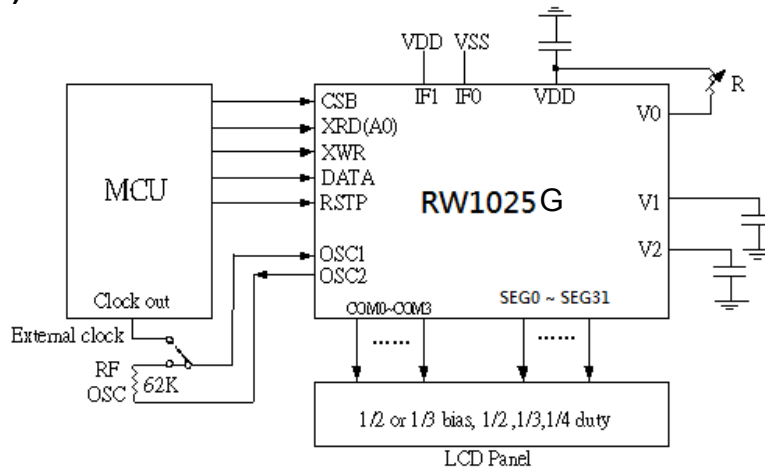 )
VDD VSS
IF1 IF0 VDD
R
MCU
CSB
XRD(A0)
XWR
DATA
RSTP
OSC1
OSC2
RW1025G
V0
V1
V2
Clock out
External clock
RF
OSC
62K
COM0~COM3
SEG0 ~ SEG31
...... ......
1/2 or 1/3 bias, 1/2 ,1/3,1/4 duty
LCD Panel